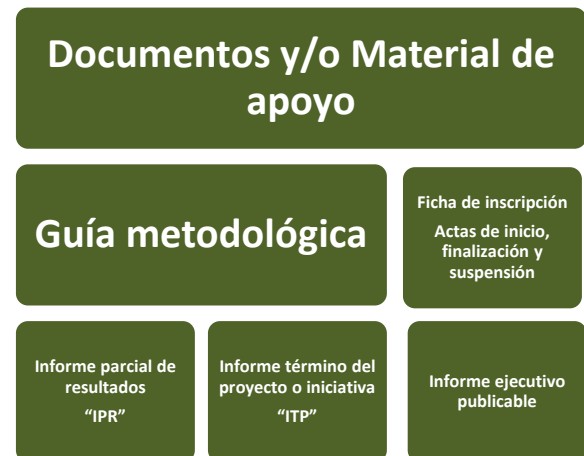 Documentos y/o Material de
apoyo
Guía metodológica
Ficha de inscripción
Actas de inicio,
finalización y
suspensión
Informe parcial de
resultados
“IPR”
Informe término del
proyecto o iniciativa
“ITP”
Informe ejecutivo
publicable